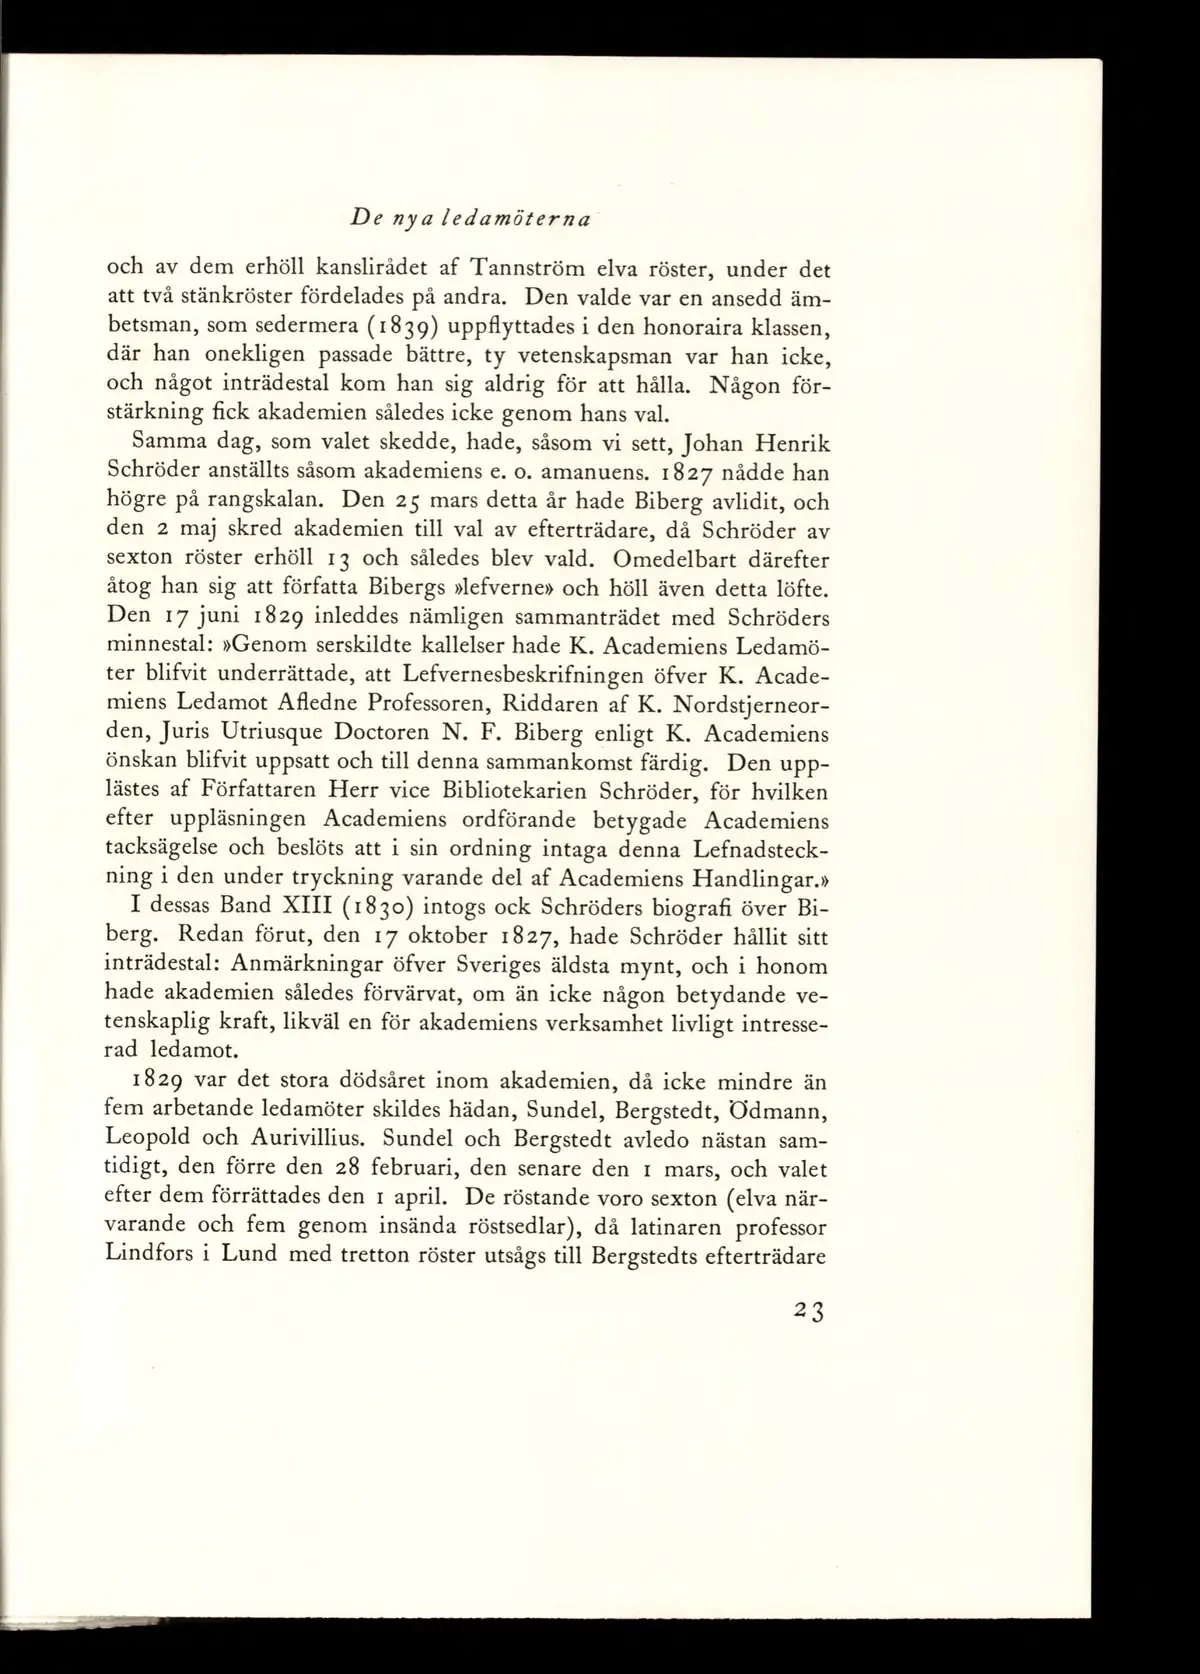 De nya ledamöterna
och av dem erhöll kanslirådet af Tannström elva röster, under det
att två stänkröster fördelades på andra. Den valde var en ansedd äm-
betsman, som sedermera (1839) uppflyttades i den honoraira klassen,
där han onekligen passade bättre, ty vetenskapsman var han icke,
och något inträdestal kom han sig aldrig för att hålla. Någon för-
stärkning fick akademien således icke genom hans val.
Samma dag, som valet skedde, hade, såsom vi sett, Johan Henrik
Schröder anställts såsom akademiens e. o. amanuens. 1827 nådde han
högre på rangskalan. Den 25 mars detta år hade Biberg avlidit, och
den 2 maj skred akademien till val av efterträdare, då Schröder av
sexton röster erhöll 13 och således blev vald. Omedelbart därefter
åtog han sig att författa Bibergs »lefverne» och höll även detta löfte.
Den 17 juni 1829 inleddes nämligen sammanträdet med Schröders
minnestal: »Genom serskildte kallelser hade K. Academiens Ledamö-
ter blifvit underrättade, att Lefvernesbeskrifningen öfver K. Acade-
miens Ledamot Afledne Professoren, Riddaren af K. Nordstjerneor-
den, Juris Utriusque Doctoren N. F. Biberg enligt K. Academiens
önskan blifvit uppsatt och till denna sammankomst färdig. Den upp-
lästes af Författaren Herr vice Bibliotekarien Schröder, för hvilken
efter uppläsningen Academiens ordförande betygade Academiens
tacksägelse och beslöts att i sin ordning intaga denna Lefnadsteck-
ning i den under tryckning varande del af Academiens Handlingar.»
I dessas Band XIII (1830) intogs ock Schröders biografi över Bi-
berg. Redan förut, den 17 oktober 1827, hade Schröder hållit sitt
inträdestal: Anmärkningar öfver Sveriges äldsta mynt, och i honom
hade akademien således förvärvat, om än icke någon betydande ve-
tenskaplig kraft, likväl en för akademiens verksamhet livligt intresse-
rad ledamot.
1829 var det stora dödsåret inom akademien, då icke mindre än
fem arbetande ledamöter skildes hädan, Sundel, Bergstedt, Ödmann,
Leopold och Aurivillius. Sundel och Bergstedt avledo nästan sam-
tidigt, den förre den 28 februari, den senare den 1 mars, och valet
efter dem förrättades den 1 april. De röstande voro sexton (elva när-
varande och fem genom insända röstsedlar), då latinaren professor
Lindfors i Lund med tretton röster utsågs till Bergstedts efterträdare
23